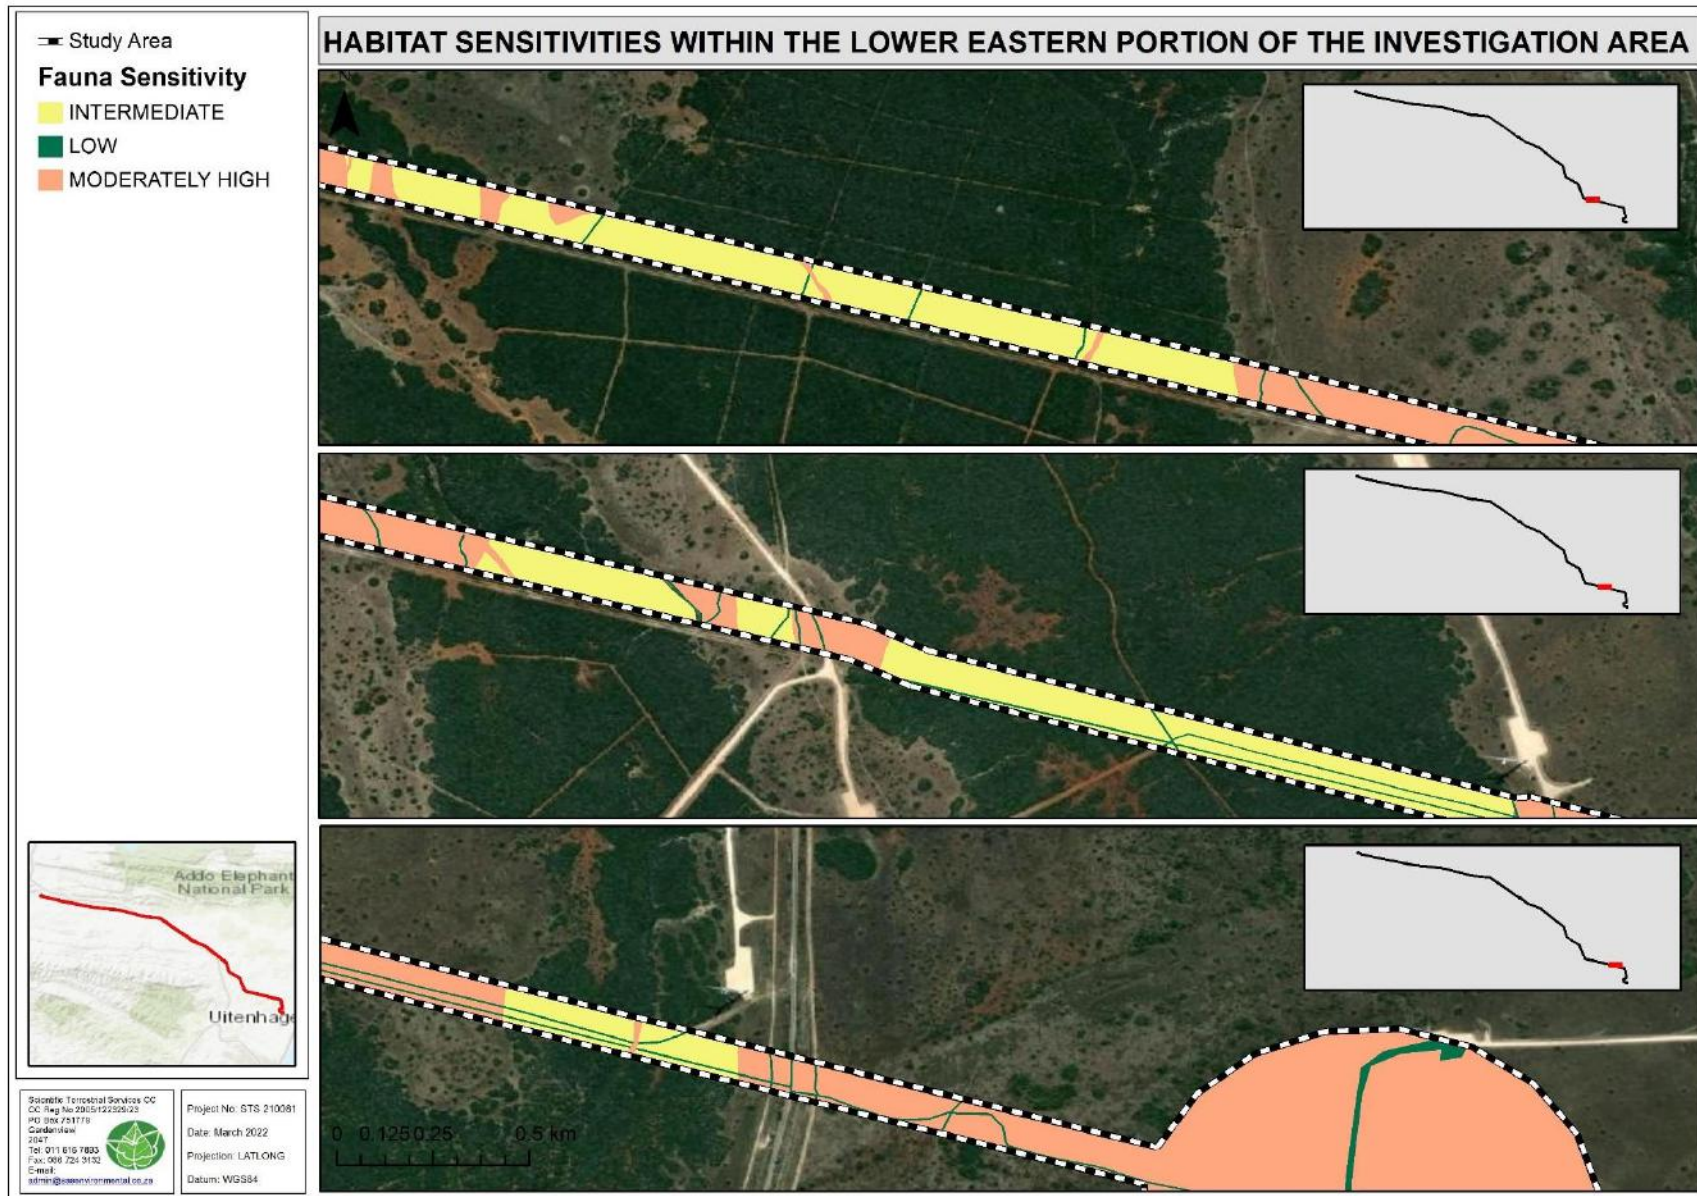 Study Area
Fauna Sensitivity
INTERMEDIATE
LOW
MODERATELY HIGH
HABITAT SENSITIVITIES WITHIN THE LOWER EASTERN PORTION OF THE INVESTIGATION AREA
N
Addo Elephant
National Park
Uitenhage
0 0.125 0.25 0.5 km
Scientific Terrestrial Services CC
CC Reg No 2005/122329/23
PO Box 751779
Gardenview
2047
Tel: 011 616 7893
Fax: 086 724 3132
E-mail:
admin@sasenvironmental.co.za
Project No: STS 210081
Date: March 2022
Projection: LATLONG
Datum: WGS84